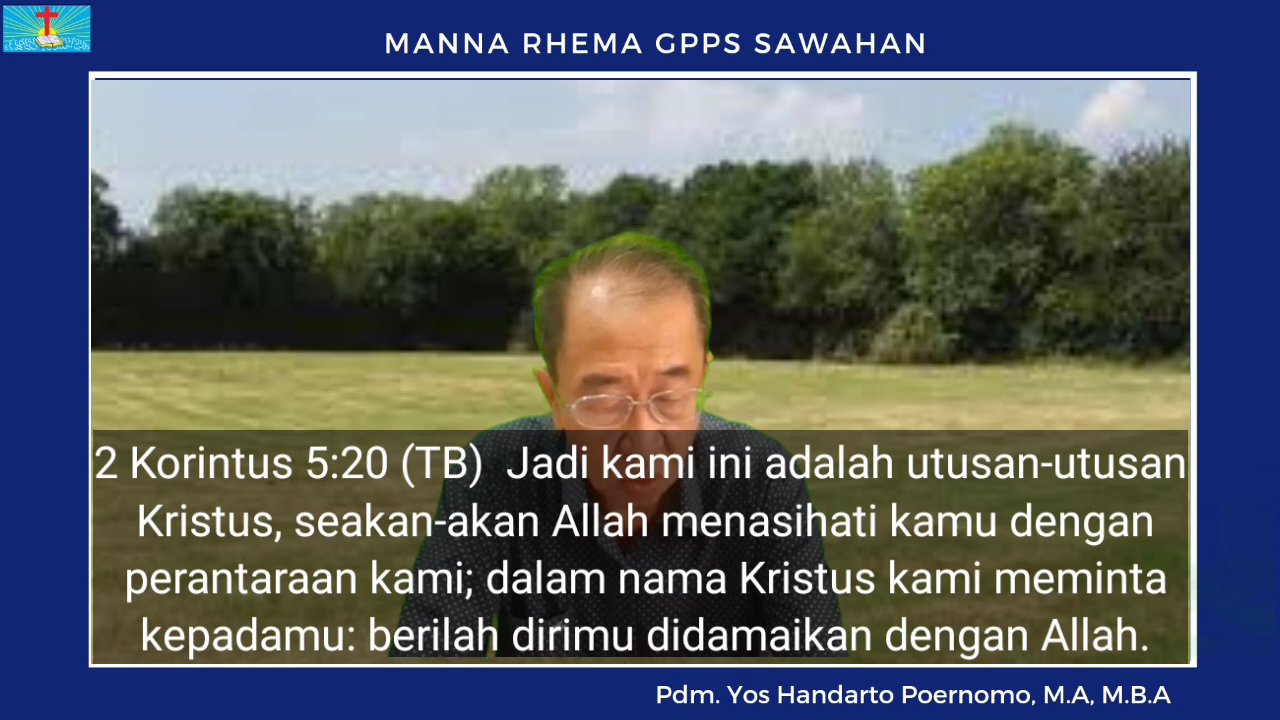 MANNA RHEMA GPPS SAWAHAN
2 Korintus 5:20 (TB)  Jadi kami ini adalah utusan-utusan
Kristus, seakan-akan Allah menasihati kamu dengan
perantaraan kami; dalam nama Kristus kami meminta
kepadamu: berilah dirimu didamaikan dengan Allah.
Pdm. Yos Handarto Poernomo, M.A, M.B.A